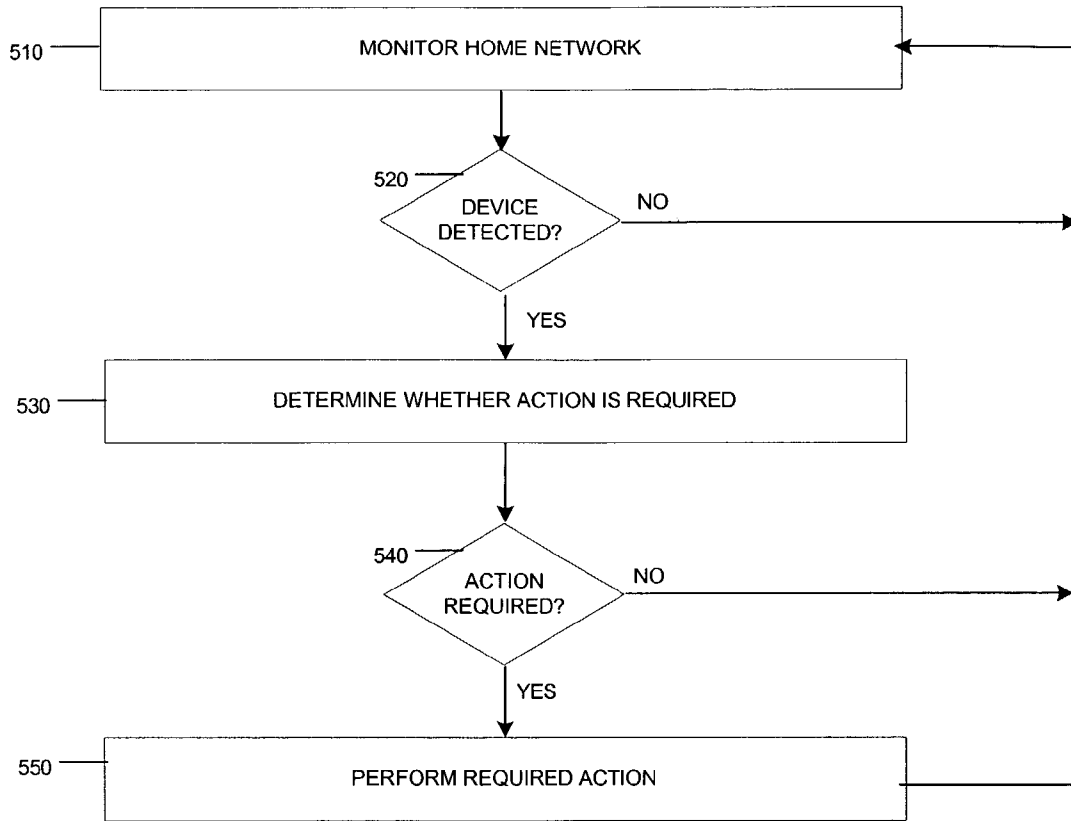 510
MONITOR HOME NETWORK
520
DEVICE
DETECTED?
NO
YES
530
DETERMINE WHETHER ACTION IS REQUIRED
540
ACTION
REQUIRED?
NO
YES
550
PERFORM REQUIRED ACTION